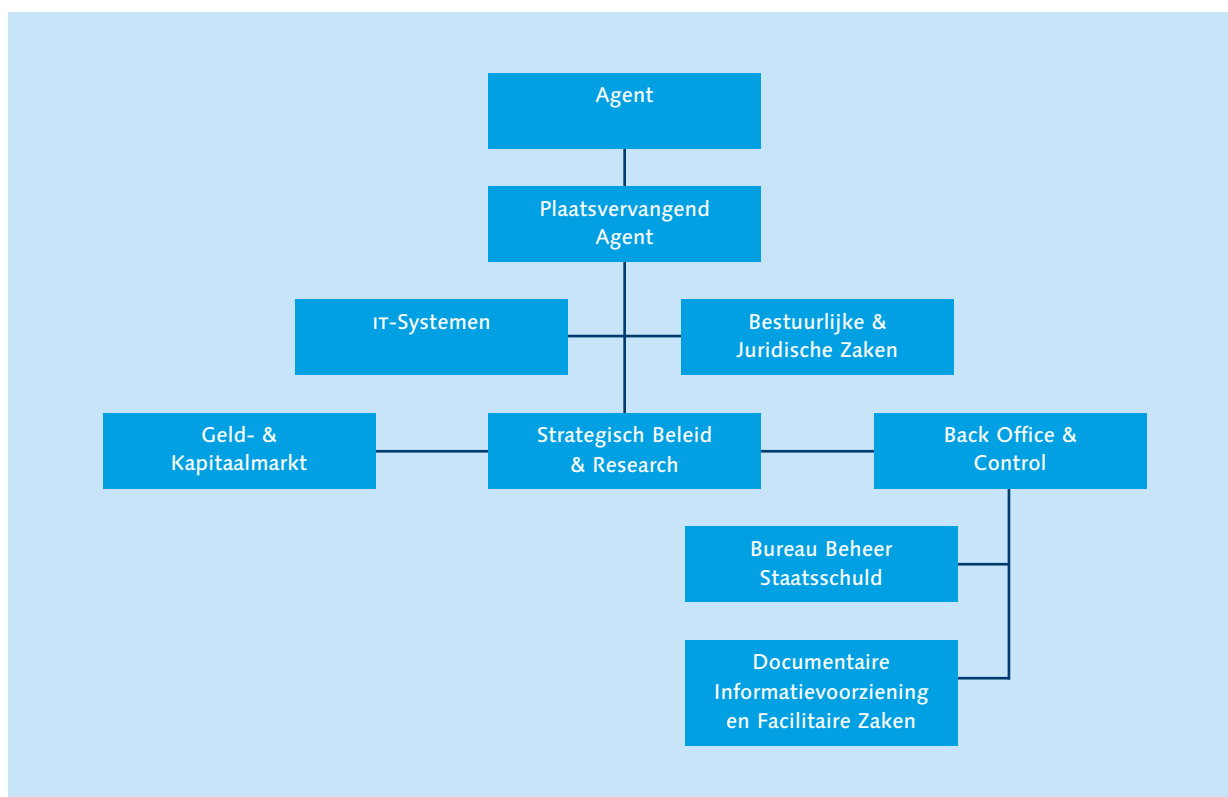 Agent
Plaatsvervangend
Agent
IT-Systemen
Bestuurlijke &
Juridische Zaken
Geld- &
Kapitaalmarkt
Strategisch Beleid
& Research
Back Office &
Control
Bureau Beheer
Staatsschuld
Documentaire
Informatievoorziening
en Facilitaire Zaken